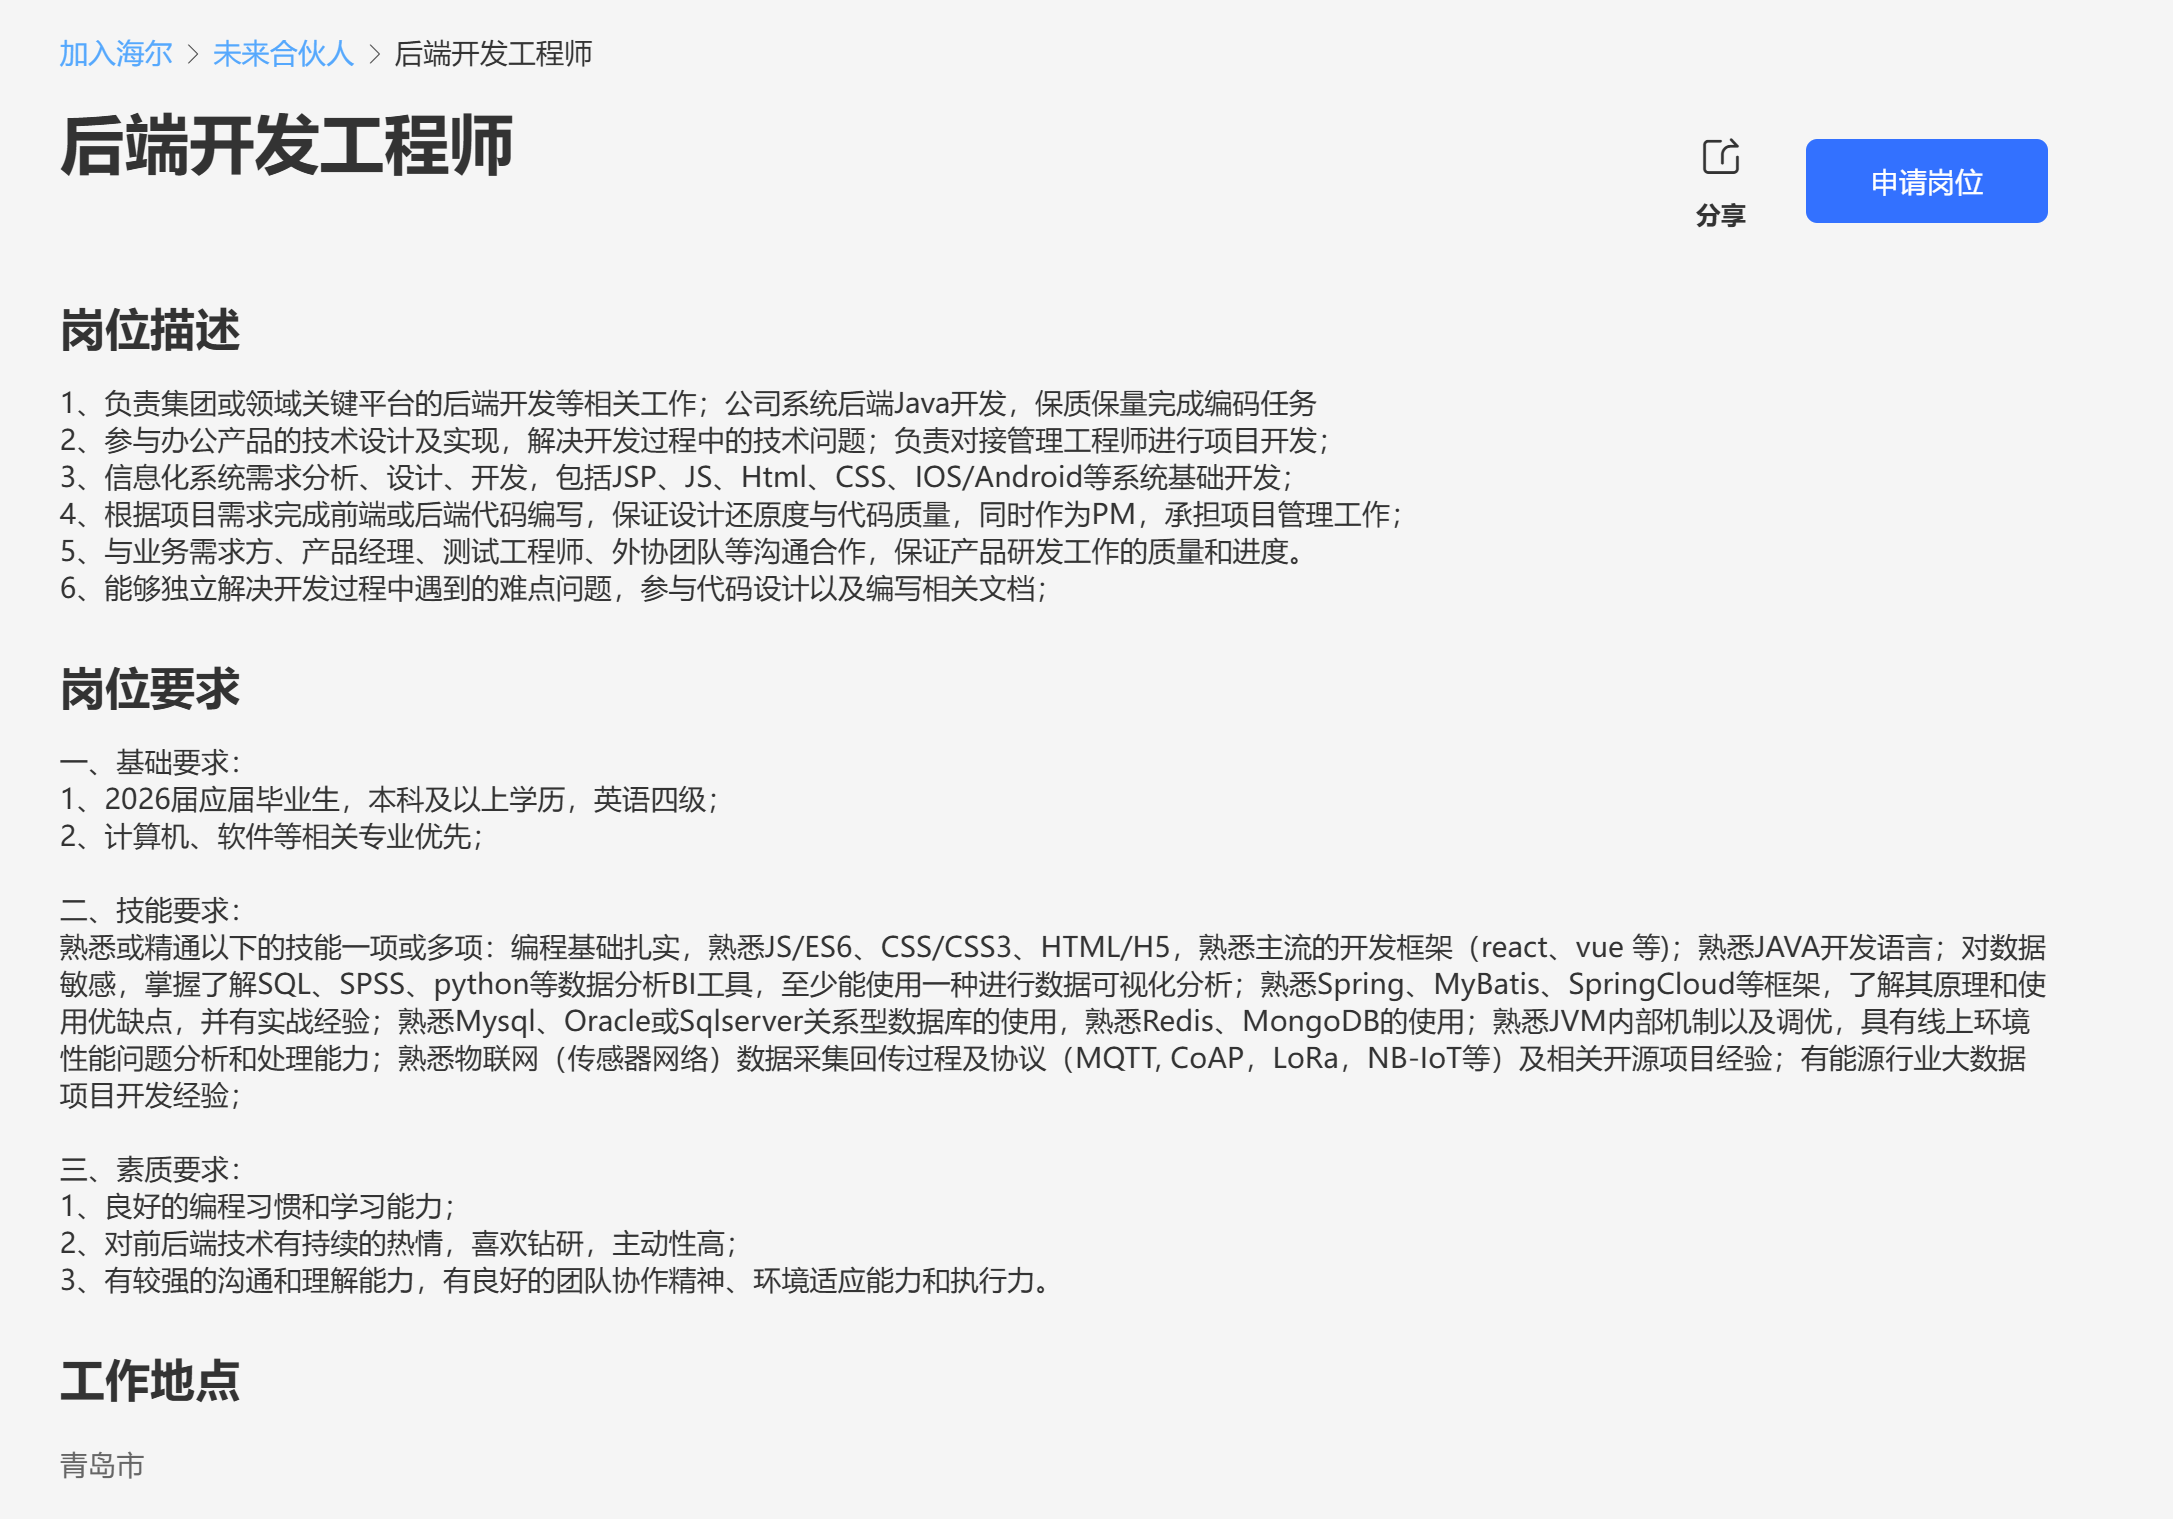 加入海尔 > 未来合伙人 > 后端开发工程师
后端开发工程师
分享
申请岗位
岗位描述
1、负责集团或领域关键平台的后端开发等相关工作；公司系统后端Java开发，保质保量完成编码任务
2、参与办公产品的技术设计及实现，解决开发过程中的技术问题；负责对接管理工程师进行项目开发；
3、信息化系统需求分析、设计、开发，包括JSP、JS、Html、CSS、IOS/Android等系统基础开发；
4、根据项目需求完成前端或后端代码编写，保证设计还原度与代码质量，同时作为PM，承担项目管理工作；
5、与业务需求方、产品经理、测试工程师、外协团队等沟通合作，保证产品研发工作的质量和进度。
6、能够独立解决开发过程中遇到的难点问题，参与代码设计以及编写相关文档；
岗位要求
一、基础要求：
1、2026届应届毕业生，本科及以上学历，英语四级；
2、计算机、软件等相关专业优先；
二、技能要求：
熟悉或精通以下的技能一项或多项：编程基础扎实，熟悉JS/ES6、CSS/CSS3、HTML/H5，熟悉主流的开发框架（react、vue 等)；熟悉JAVA开发语言；对数据
敏感，掌握了解SQL、SPSS、python等数据分析BI工具，至少能使用一种进行数据可视化分析；熟悉Spring、MyBatis、SpringCloud等框架，了解其原理和使
用优缺点，并有实战经验；熟悉Mysql、Oracle或Sqlserver关系型数据库的使用，熟悉Redis、MongoDB的使用；熟悉JVM内部机制以及调优，具有线上环境
性能问题分析和处理能力；熟悉物联网（传感器网络）数据采集回传过程及协议（MQTT, CoAP，LoRa，NB-IoT等）及相关开源项目经验；有能源行业大数据
项目开发经验；
三、素质要求：
1、良好的编程习惯和学习能力；
2、对前后端技术有持续的热情，喜欢钻研，主动性高；
3、有较强的沟通和理解能力，有良好的团队协作精神、环境适应能力和执行力。
工作地点
青岛市